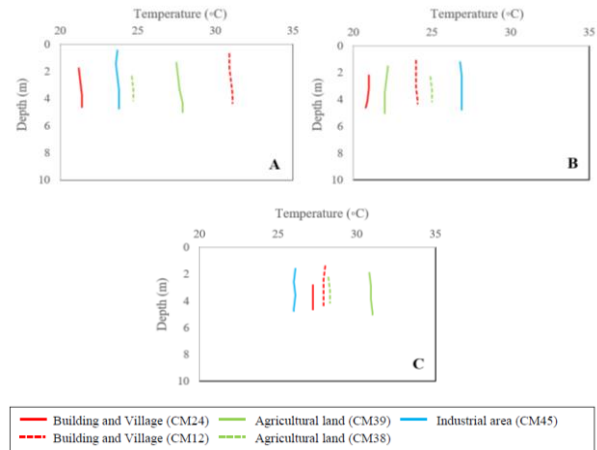 Temperature (◦C)
20 25 30 35
0
2
4
6
8
10
Depth (m)
A
Temperature (◦C)
20 25 30 35
0
2
4
6
8
10
Depth (m)
B
Temperature (◦C)
20 25 30 35
0
2
4
6
8
10
Depth (m)
C
Building and Village (CM24) Agricultural land (CM39) Industrial area (CM45)
Building and Village (CM12) Agricultural land (CM38)